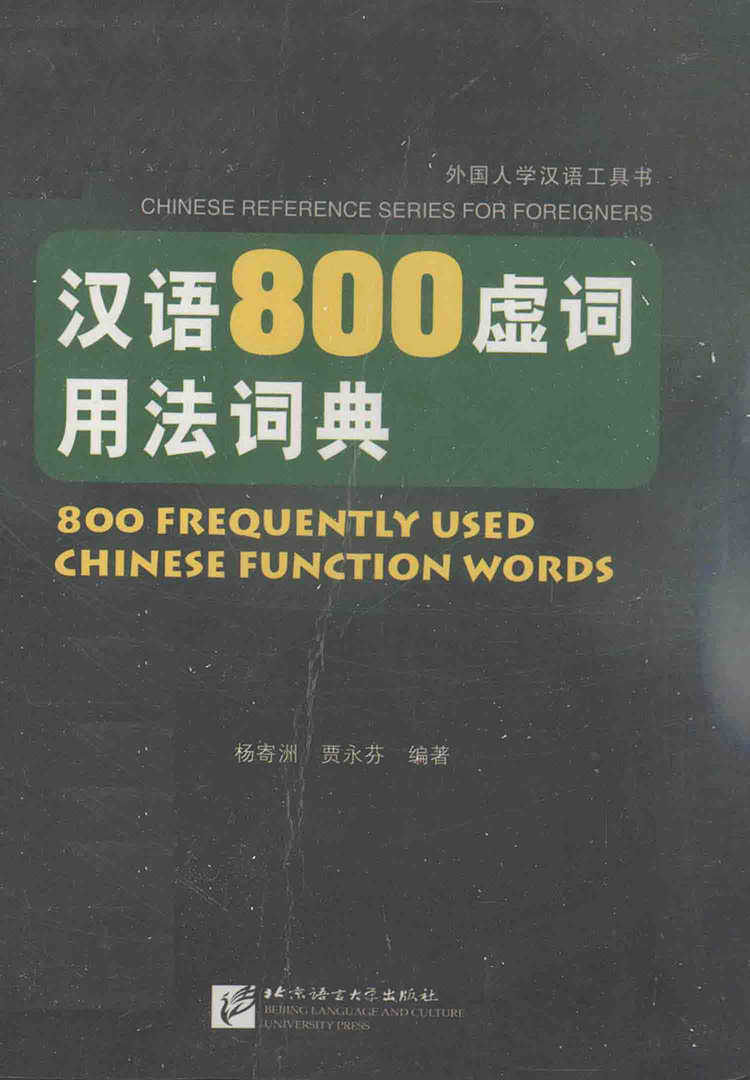 外国人学汉语工具书
CHINESE REFERENCE SERIES FOR FOREIGNERS
汉语800虚词
用法词典
800 FREQUENTLY USED
CHINESE FUNCTION WORDS
杨寄洲 贾永芬 编著
北京语言大学出版社
BEIJING LANGUAGE AND CULTURE
UNIVERSITY PRESS